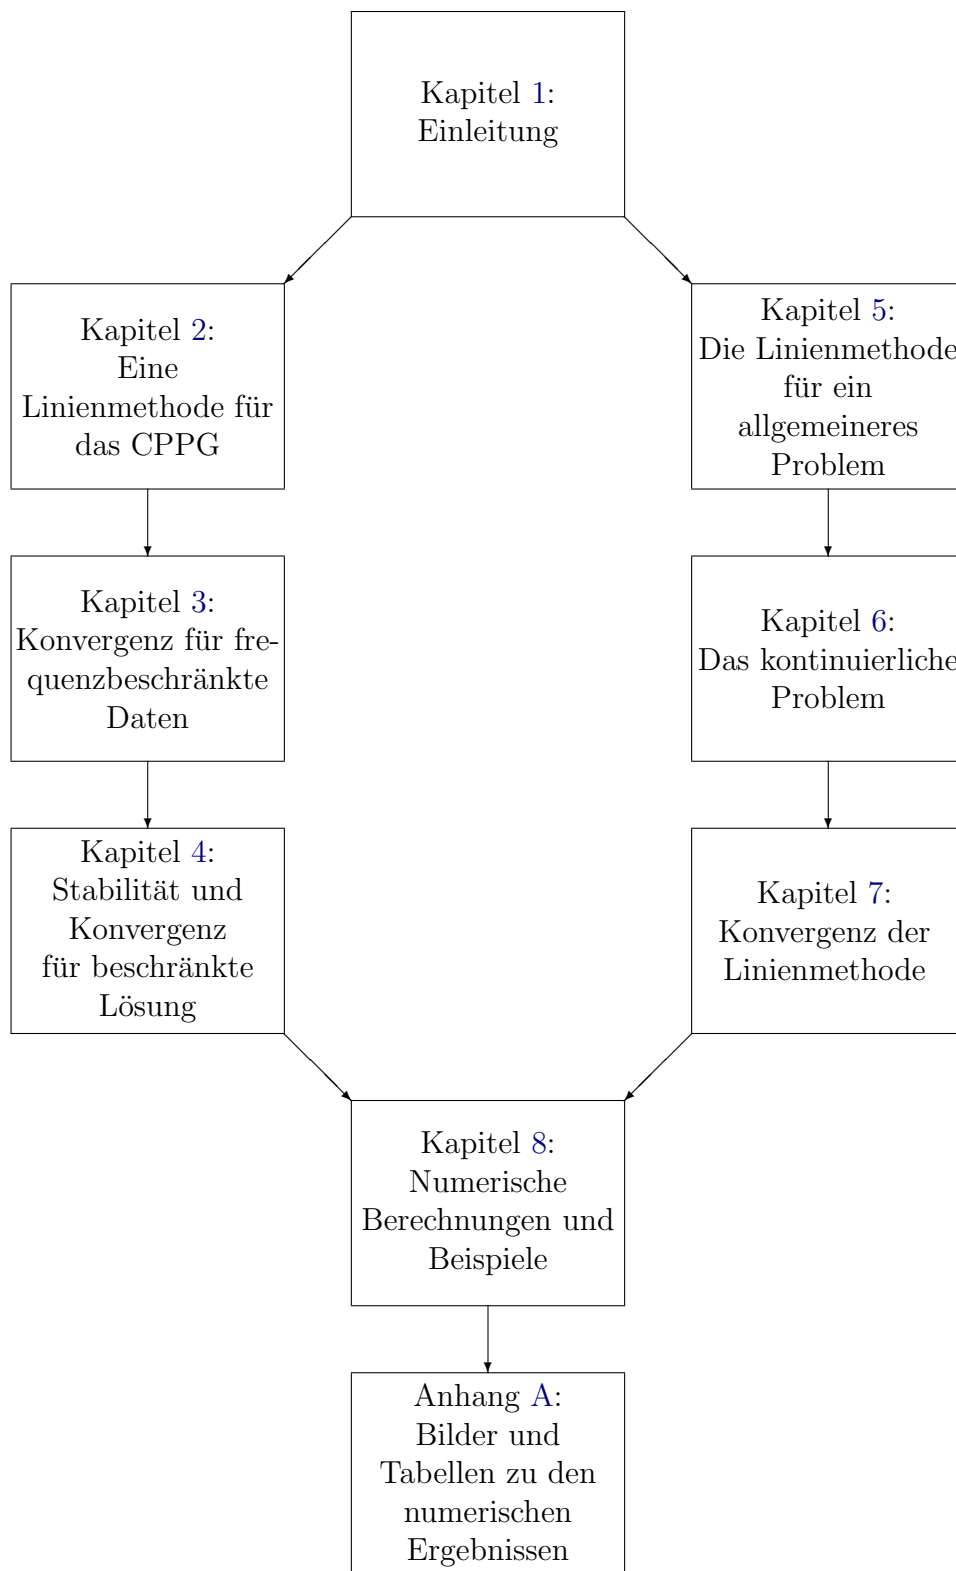 Kapitel 1:
Einleitung
Kapitel 2:
Eine
Linienmethode für
das CPPG
Kapitel 5:
Die Linienmethode
für ein
allgemeineres
Problem
Kapitel 3:
Konvergenz für fre-
quenzbeschränkte
Daten
Kapitel 6:
Das kontinuierliche
Problem
Kapitel 4:
Stabilität und
Konvergenz
für beschränkte
Lösung
Kapitel 7:
Konvergenz der
Linienmethode
Kapitel 8:
Numerische
Berechnungen und
Beispiele
Anhang A:
Bilder und
Tabellen zu den
numerischen
Ergebnissen